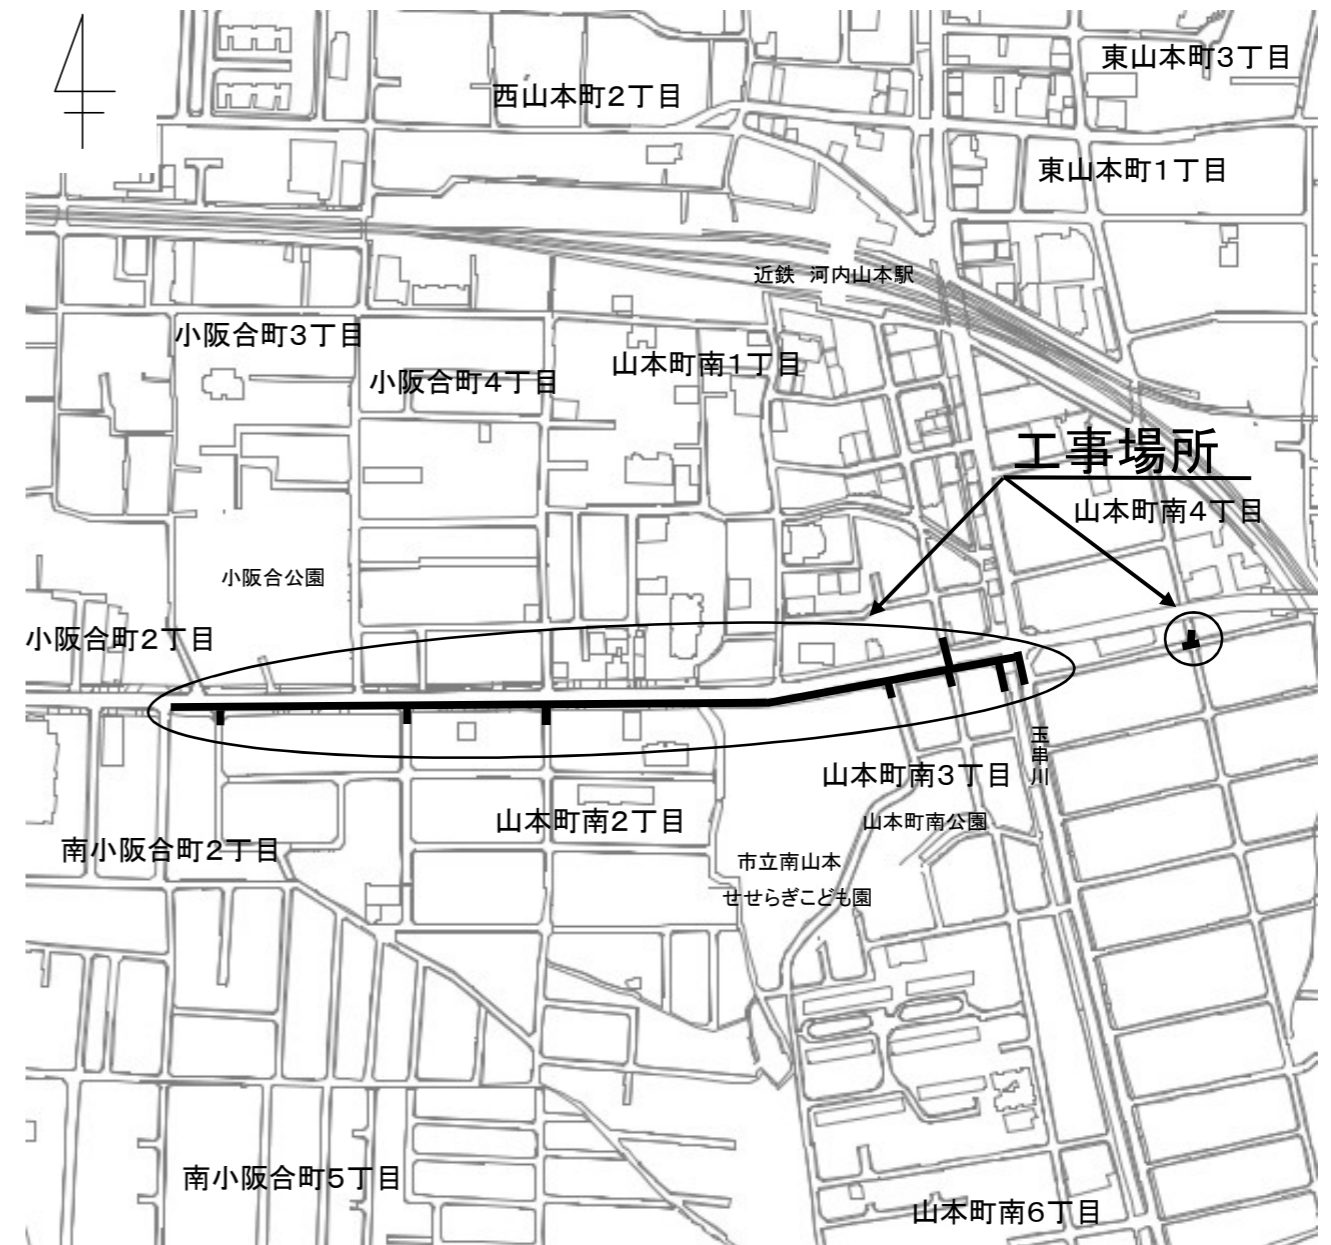 東山本町3丁目
西山本町2丁目
東山本町1丁目
近鉄 河内山本駅
小阪合町3丁目
山本町南1丁目
小阪合町4丁目
工事場所
山本町南4丁目
小阪合公園
小阪合町2丁目
玉串川
山本町南3丁目
山本町南2丁目
山本町南公園
南小阪合町2丁目
市立南山本
せせらぎこども園
南小阪合町5丁目
山本町南6丁目